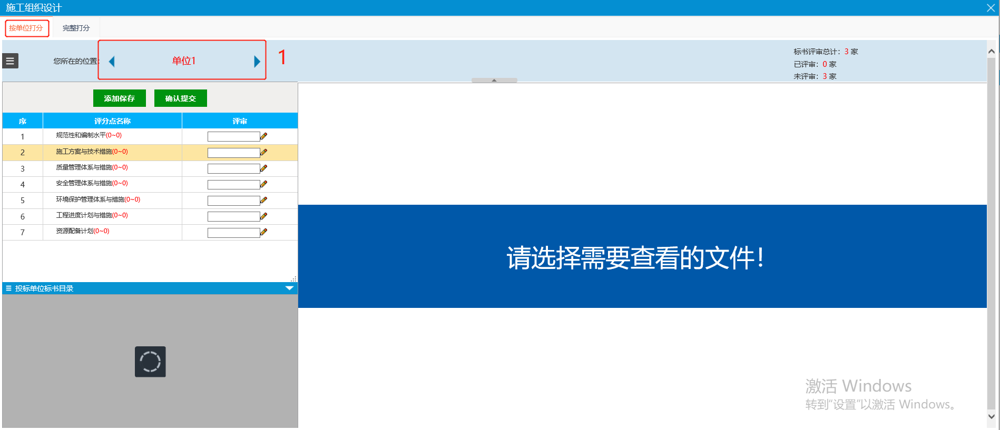 施工组织设计
按单位打分 完整打分
您所在的位置: 单位1 1
标书评审总计：3 家
已评审：0 家
未评审：3 家
添加保存 确认提交
序 评分点名称 评审
1 规范性和编制水平(0~0)
2 施工方案与技术措施(0~0)
3 质量管理体系与措施(0~0)
4 安全管理体系与措施(0~0)
5 环境保护管理体系与措施(0~0)
6 工程进度计划与措施(0~0)
7 资源配备计划(0~0)
请选择需要查看的文件!
投标单位标书目录
激活 Windows
转到“设置”以激活 Windows。